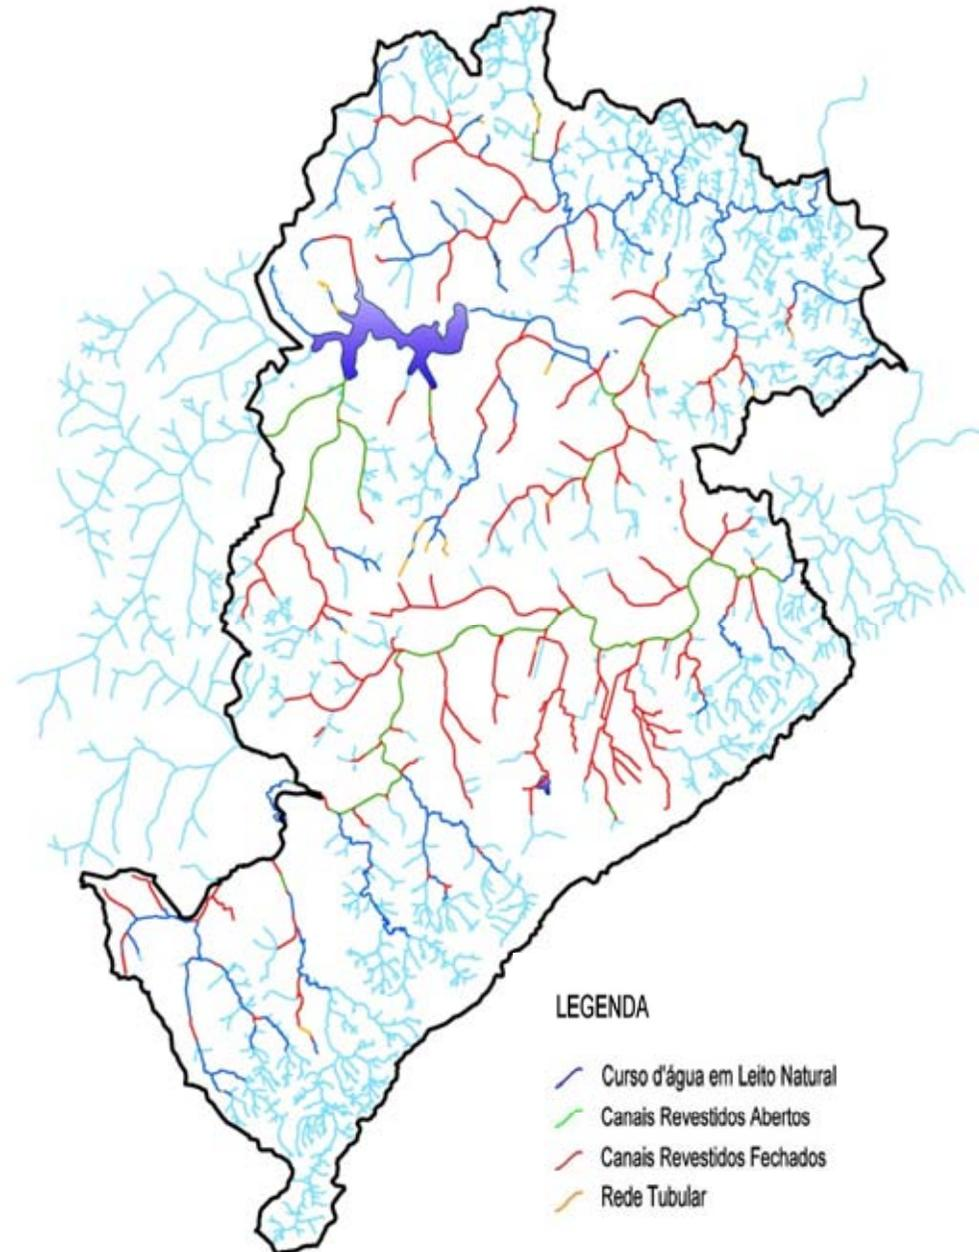 LEGENDA
Curso d'água em Leito Natural
Canais Revestidos Abertos
Canais Revestidos Fechados
Rede Tubular